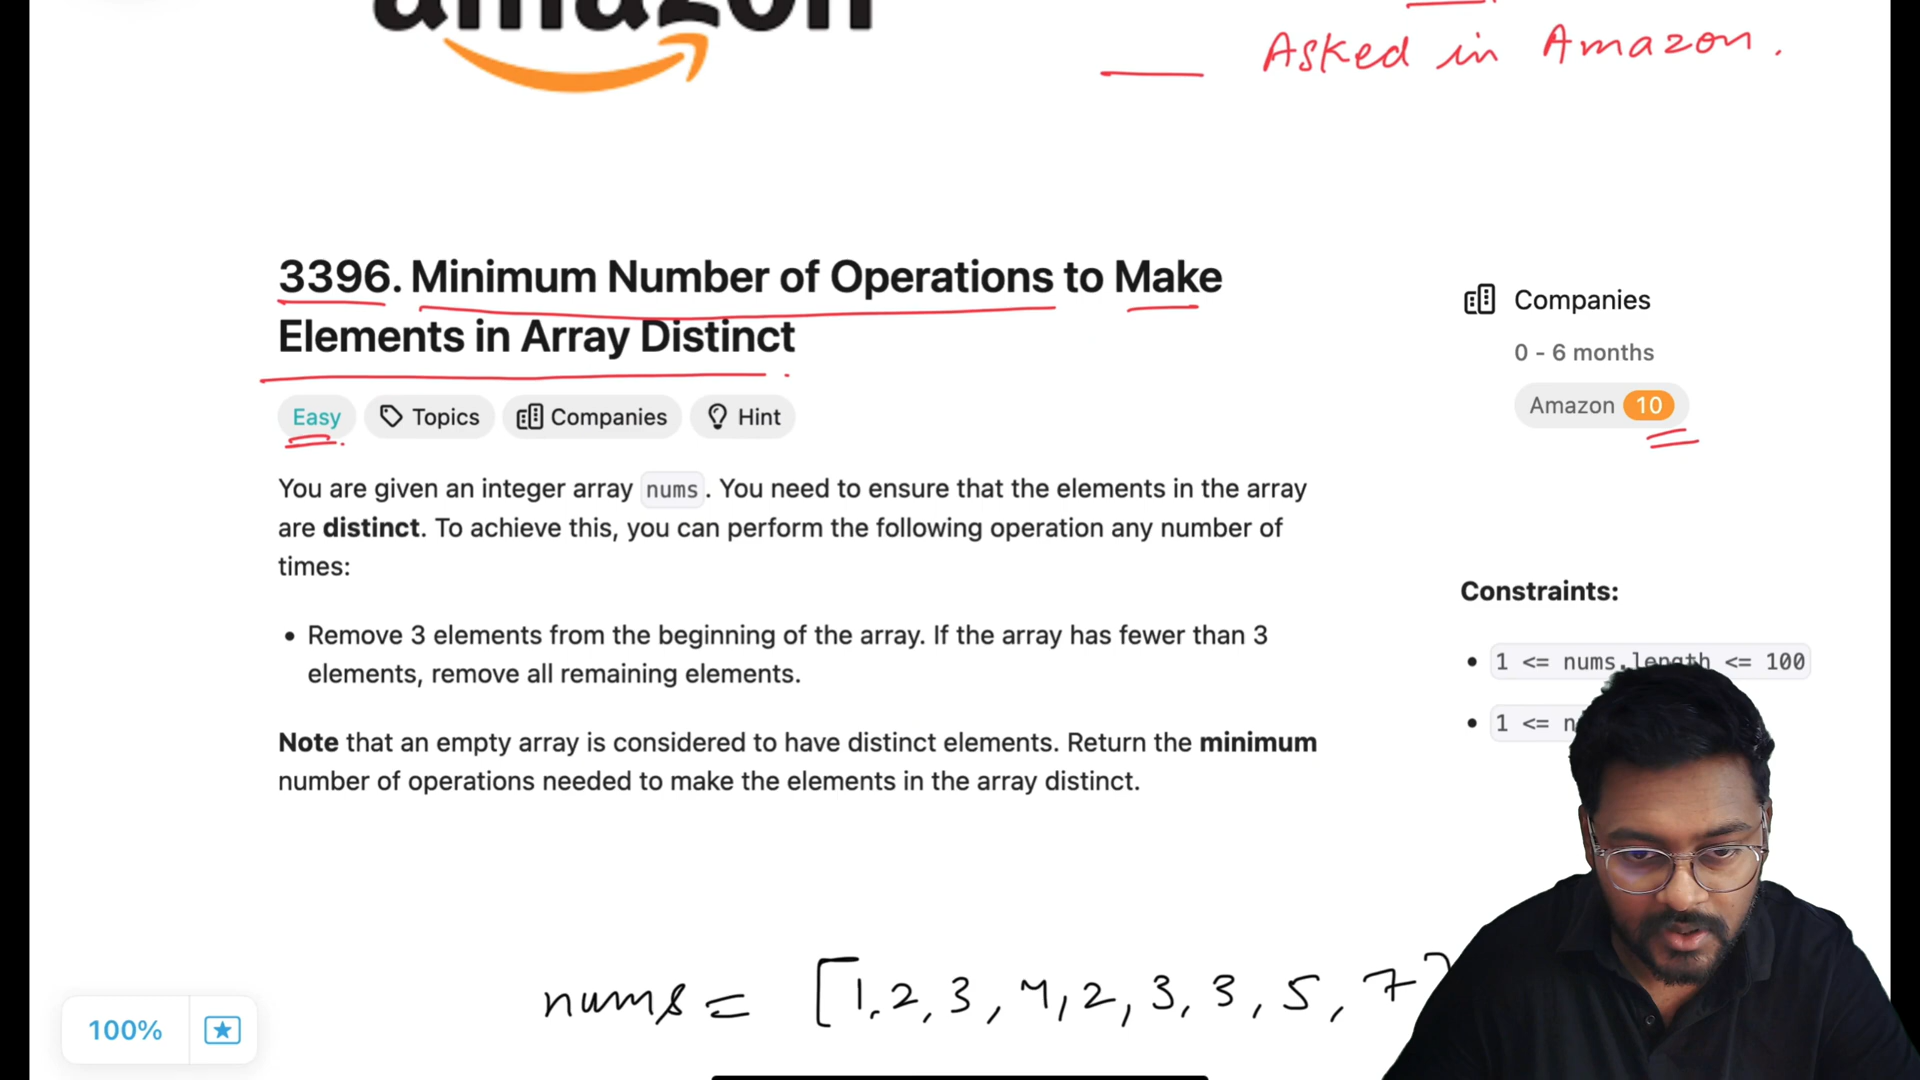 amazon
Asked in Amazon.
3396. Minimum Number of Operations to Make
Elements in Array Distinct
Easy Topics Companies Hint
Companies
0 - 6 months
Amazon 10
You are given an integer array nums. You need to ensure that the elements in the array
are distinct. To achieve this, you can perform the following operation any number of
times:
• Remove 3 elements from the beginning of the array. If the array has fewer than 3
elements, remove all remaining elements.
Note that an empty array is considered to have distinct elements. Return the minimum
number of operations needed to make the elements in the array distinct.
Constraints:
• 1 <= nums.length <= 100
• 1 <=
nums = [1,2,3,4,2,3,3,5,7]
100%